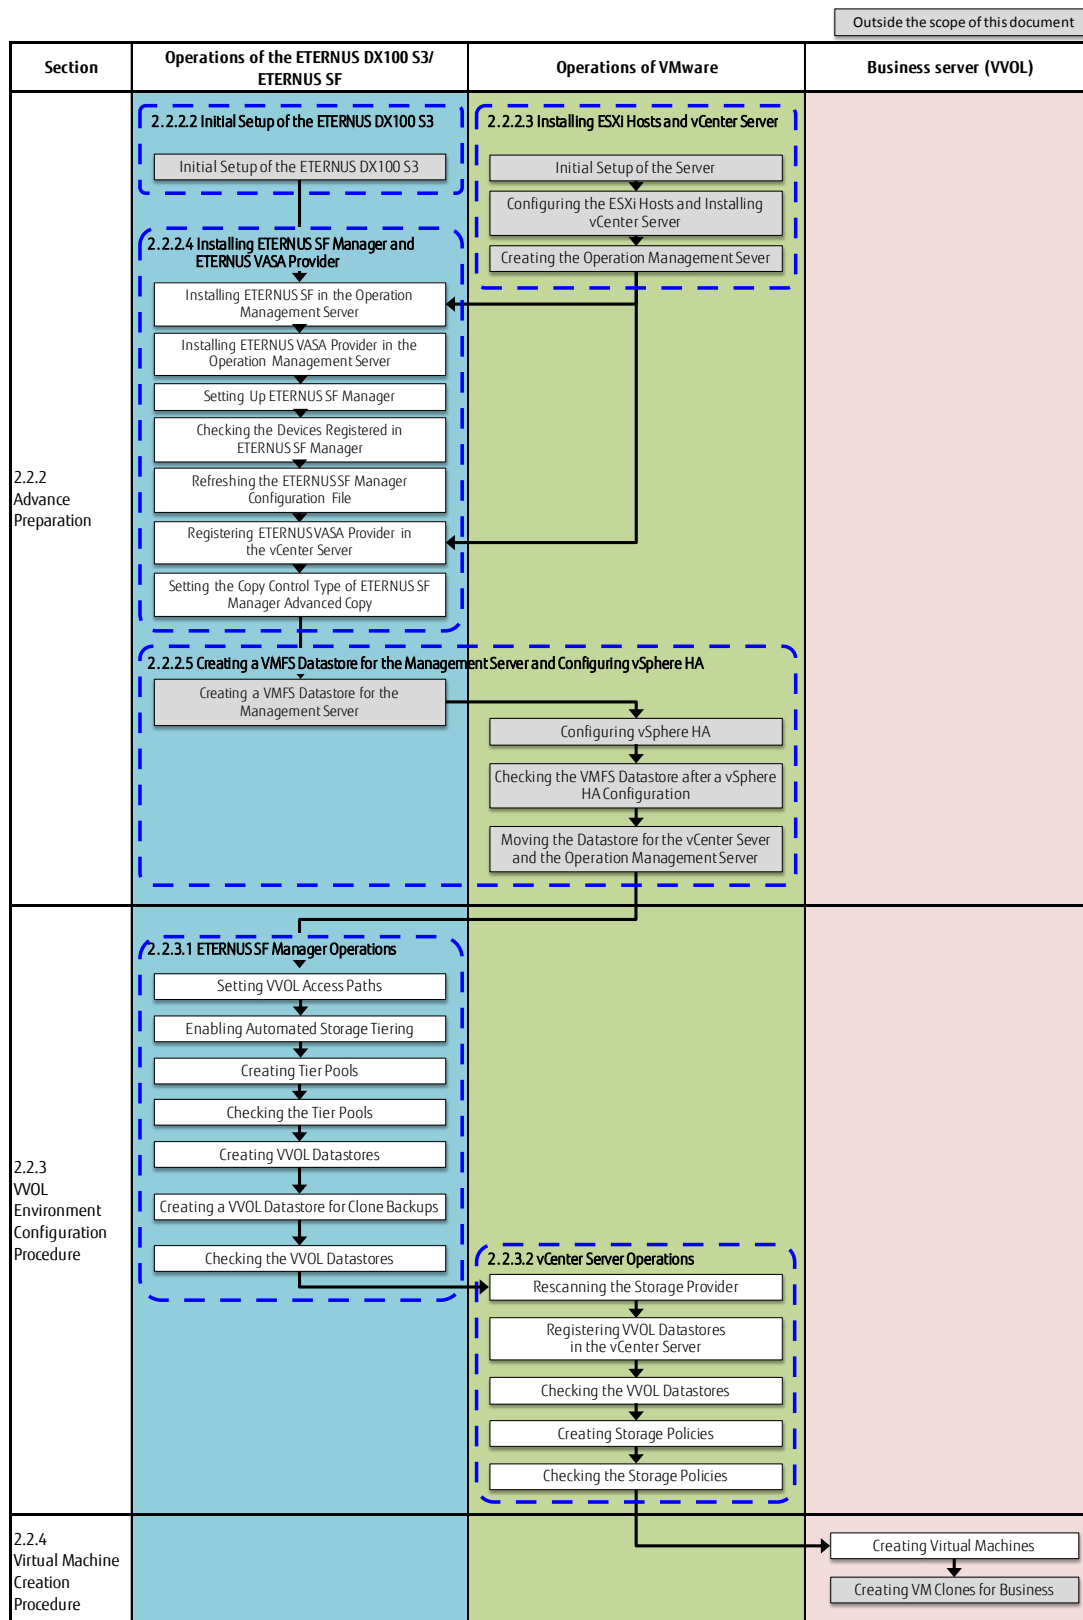 Outside the scope of this document
Section
Operations of the ETERNUS DX100 S3/
ETERNUS SF
Operations of VMware
Business server (VVOL)
2.2.2
Advance
Preparation
2.2.2.2 Initial Setup of the ETERNUS DX100 S3
Initial Setup of the ETERNUS DX100 S3
2.2.2.3 Installing ESXi Hosts and vCenter Server
Initial Setup of the Server
Configuring the ESXi Hosts and Installing
vCenter Server
Creating the Operation Management Sever
2.2.2.4 Installing ETERNUS SF Manager and
ETERNUS VASA Provider
Installing ETERNUS SF in the Operation
Management Server
Installing ETERNUS VASA Provider in the
Operation Management Server
Setting Up ETERNUS SF Manager
Checking the Devices Registered in
ETERNUS SF Manager
Refreshing the ETERNUS SF Manager
Configuration File
Registering ETERNUS VASA Provider in
the vCenter Server
Setting the Copy Control Type of ETERNUS SF
Manager Advanced Copy
2.2.2.5 Creating a VMFS Datastore for the Management Server and Configuring vSphere HA
Creating a VMFS Datastore for the
Management Server
Configuring vSphere HA
Checking the VMFS Datastore after a vSphere
HA Configuration
Moving the Datastore for the vCenter Sever
and the Operation Management Server
2.2.3
VVOL
Environment
Configuration
Procedure
2.2.3.1 ETERNUS SF Manager Operations
Setting VVOL Access Paths
Enabling Automated Storage Tiering
Creating Tier Pools
Checking the Tier Pools
Creating VVOL Datastores
Creating a VVOL Datastore for Clone Backups
Checking the VVOL Datastores
2.2.3.2 vCenter Server Operations
Rescanning the Storage Provider
Registering VVOL Datastores
in the vCenter Server
Checking the VVOL Datastores
Creating Storage Policies
Checking the Storage Policies
2.2.4
Virtual Machine
Creation
Procedure
Creating Virtual Machines
Creating VM Clones for Business